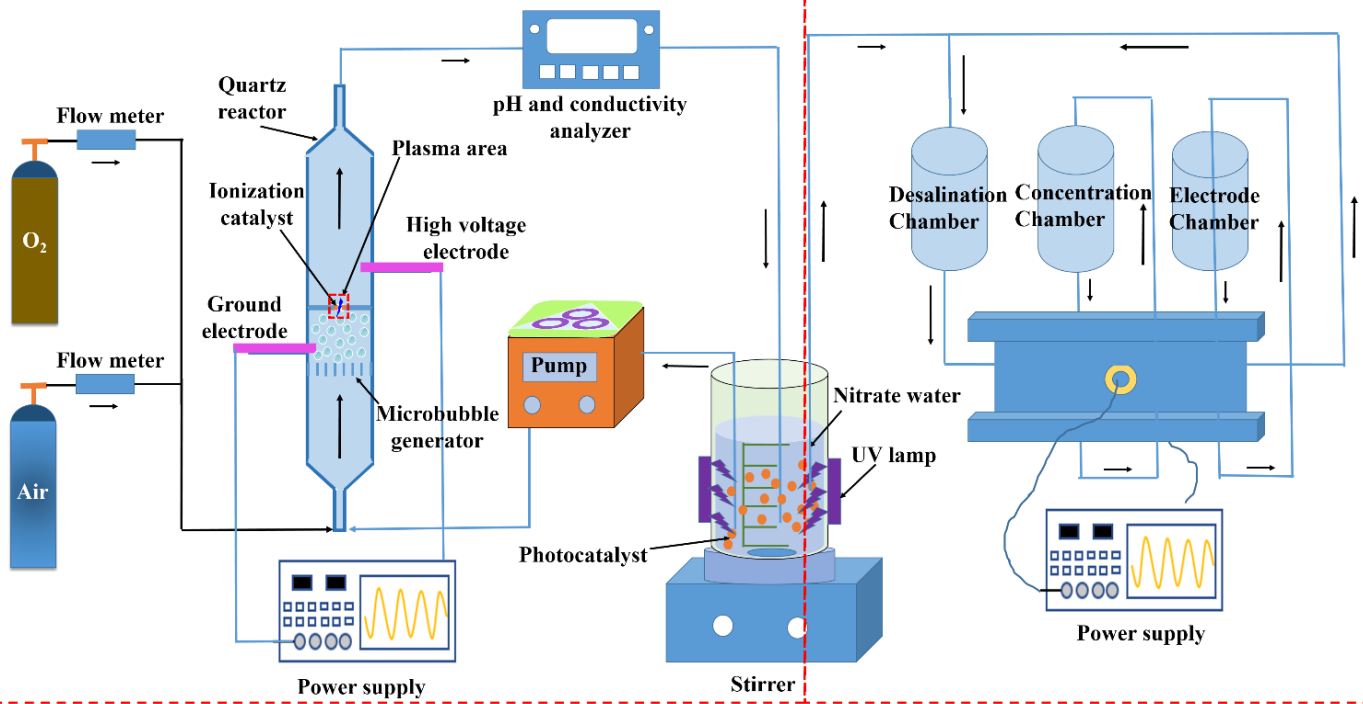 Flow meter
O2
Flow meter
Air
Quartz
reactor
Plasma area
Ionization
catalyst
High voltage
electrode
Ground
electrode
Microbubble
generator
Power supply
pH and conductivity
analyzer
Pump
Nitrate water
UV lamp
Photocatalyst
Stirrer
Desalination
Chamber
Concentration
Chamber
Electrode
Chamber
Power supply